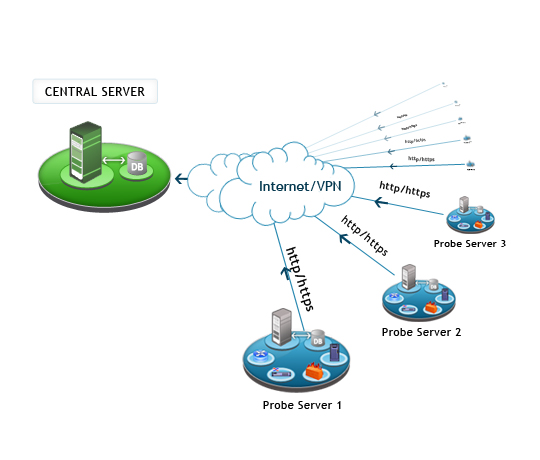 CENTRAL SERVER
DB
Internet/VPN
http/https
http/https
http/https
Probe Server 3
http/https
DB
Probe Server 2
http/https
DB
Probe Server 1